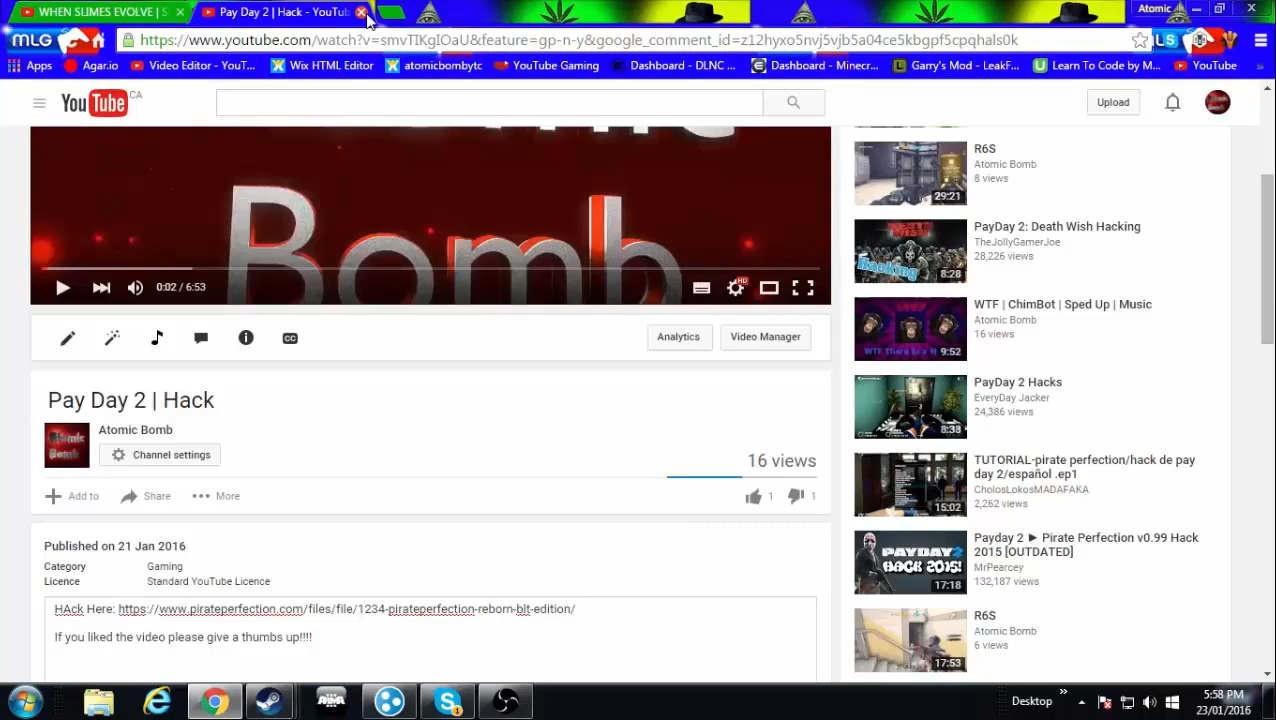 WHEN SLIMES EVOLVE | S
Pay Day 2 | Hack - YouTub
Atomic
MLG
https://www.youtube.com/watch?v=smvTIKgIOaU&feature=gp-n-y&google_comment_id=z12hyxo5nvj5vjb5a04ce5kbgpf5cpqhals0k
Apps
Agar.io
Video Editor - YouT...
Wix HTML Editor
atomicbombytc
YouTube Gaming
Dashboard - DLNC ...
Dashboard - Minecr...
Garry's Mod - LeakF...
Learn To Code by M...
YouTube
»
YouTube CA
Upload
Bomb
0:02 / 6:53
HD
CC
Analytics
Video Manager
Pay Day 2 | Hack
Atomic Bomb
Channel settings
16 views
Add to
Share
More
1
1
Published on 21 Jan 2016
Category
Gaming
Licence
Standard YouTube Licence
HAck Here: https://www.pirateperfection.com/files/file/1234-pirateperfection-reborn-blt-edition/
If you liked the video please give a thumbs up!!!!
R6S
Atomic Bomb
8 views
29:21
PayDay 2: Death Wish Hacking
TheJollyGamerJoe
28,226 views
Hacking
8:28
WTF | ChimBot | Sped Up | Music
Atomic Bomb
16 views
9:52
PayDay 2 Hacks
EveryDay Jacker
24,386 views
8:38
TUTORIAL-pirate perfection/hack de pay
day 2/español .ep1
CholosLokosMADAFAKA
2,262 views
15:02
Payday 2 ► Pirate Perfection v0.99 Hack
2015 [OUTDATED]
MrPearcey
132,187 views
PAYDAY2
HACK 2015!
17:18
R6S
Atomic Bomb
6 views
17:53
Desktop
»
5:58 PM
23/01/2016